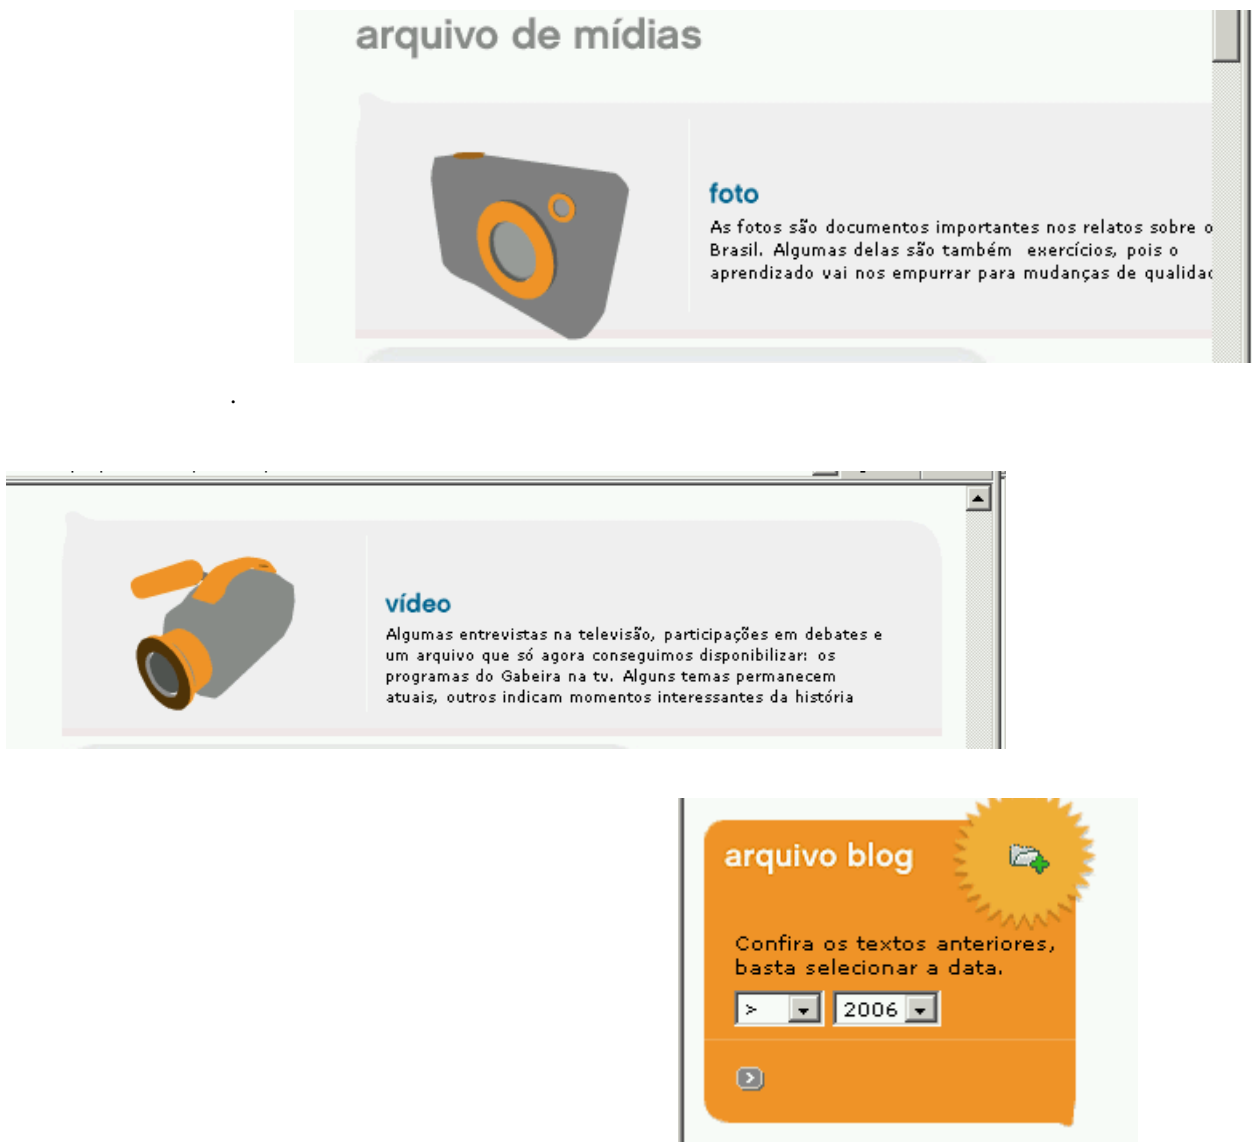 arquivo de mídias
foto
As fotos são documentos importantes nos relatos sobre o
Brasil. Algumas delas são também exercícios, pois o
aprendizado vai nos empurrar para mudanças de qualidad
.
vídeo
Algumas entrevistas na televisão, participações em debates e
um arquivo que só agora conseguimos disponibilizar: os
programas do Gabeira na tv. Alguns temas permanecem
atuais, outros indicam momentos interessantes da história
arquivo blog
Confira os textos anteriores,
basta selecionar a data.
> 2006